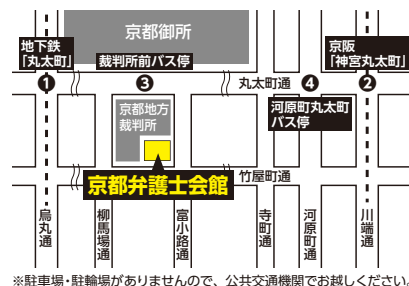 京都御所
地下鉄
「丸太町」
裁判所前バス停
京阪
「神宮丸太町」
❶
❸
丸太町通
❹
❷
京都地方
裁判所
河原町丸太町
バス停
京都弁護士会館
竹屋町通
烏丸通
柳馬場通
富小路通
寺町通
河原町通
川端通
※駐車場・駐輪場がありませんので、公共交通機関でお越しください。